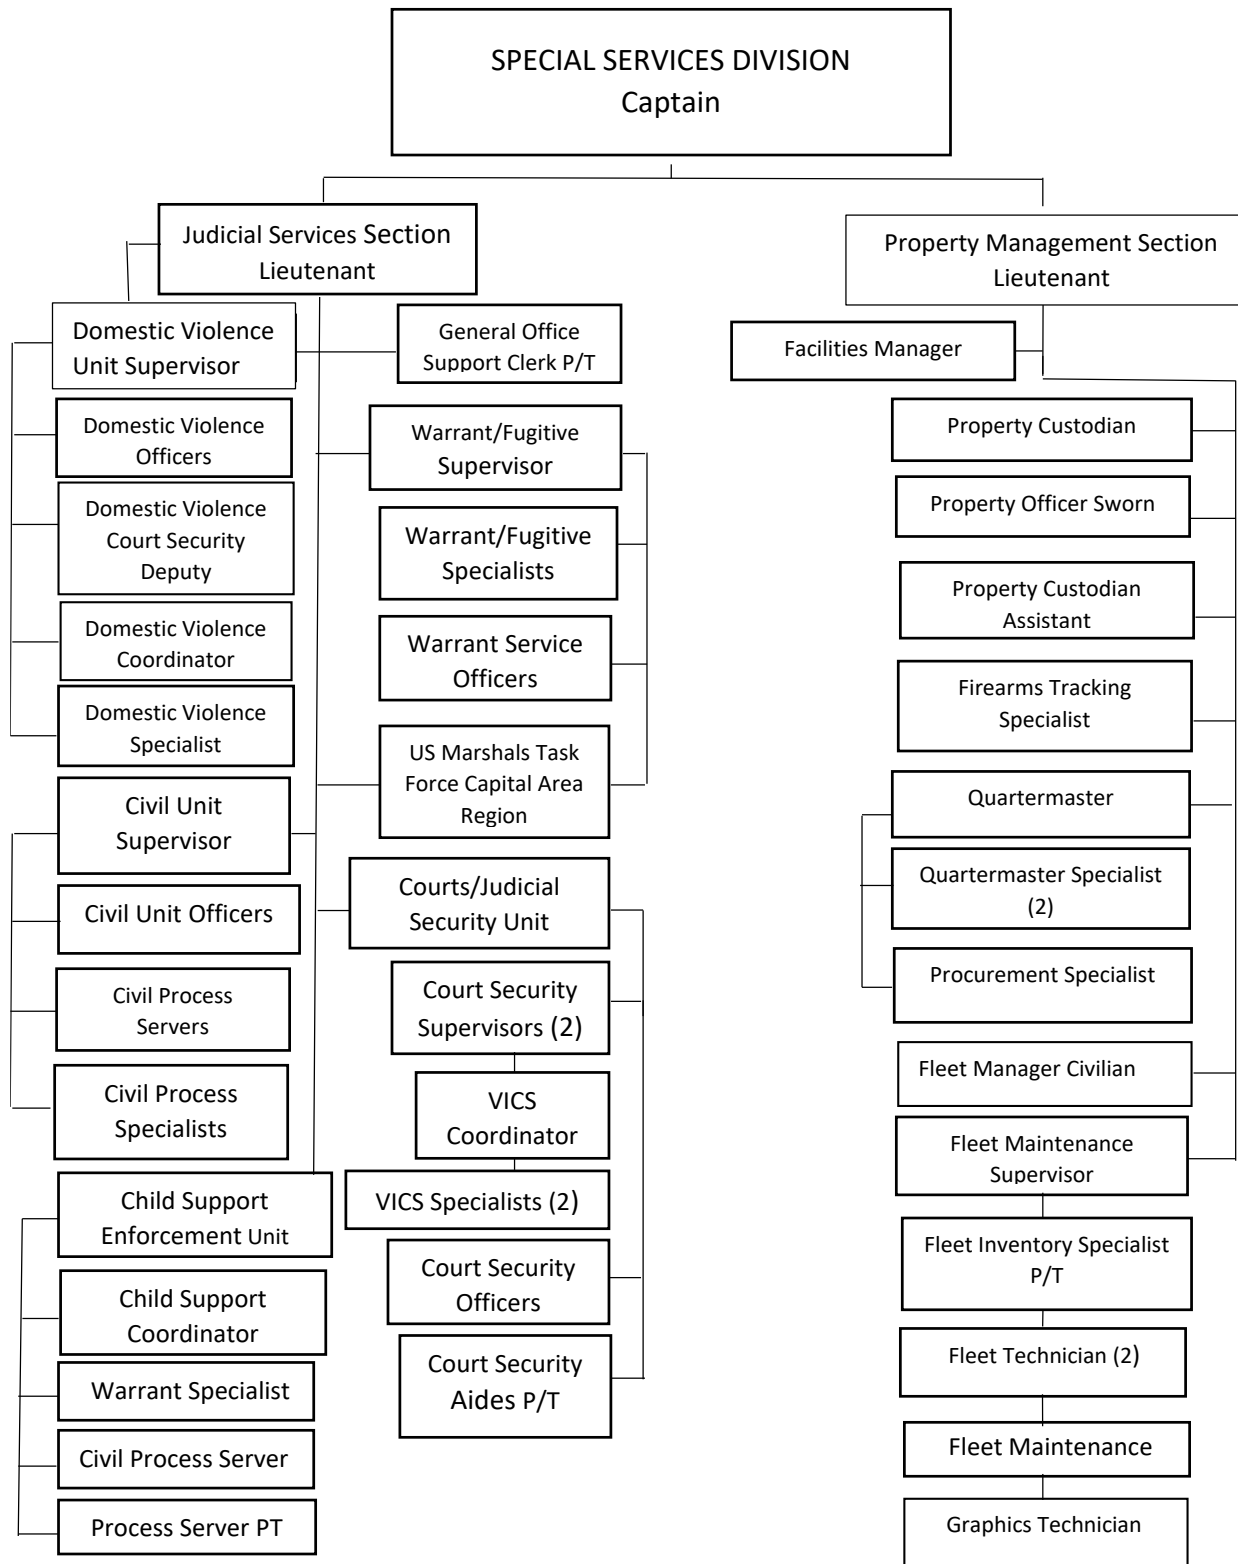 SPECIAL SERVICES DIVISION
Captain
Judicial Services Section
Lieutenant
Domestic Violence
Unit Supervisor
Domestic Violence
Officers
Domestic Violence
Court Security
Deputy
Domestic Violence
Coordinator
Domestic Violence
Specialist
Civil Unit
Supervisor
Civil Unit Officers
Civil Process
Servers
Civil Process
Specialists
Child Support
Enforcement Unit
Child Support
Coordinator
Warrant Specialist
Civil Process Server
Process Server PT
General Office
Support Clerk P/T
Warrant/Fugitive
Supervisor
Warrant/Fugitive
Specialists
Warrant Service
Officers
US Marshals Task
Force Capital Area
Region
Courts/Judicial
Security Unit
Court Security
Supervisors (2)
VICS
Coordinator
VICS Specialists (2)
Court Security
Officers
Court Security
Aides P/T
Property Management Section
Lieutenant
Facilities Manager
Property Custodian
Property Officer Sworn
Property Custodian
Assistant
Firearms Tracking
Specialist
Quartermaster
Quartermaster Specialist
(2)
Procurement Specialist
Fleet Manager Civilian
Fleet Maintenance
Supervisor
Fleet Inventory Specialist
P/T
Fleet Technician (2)
Fleet Maintenance
Graphics Technician